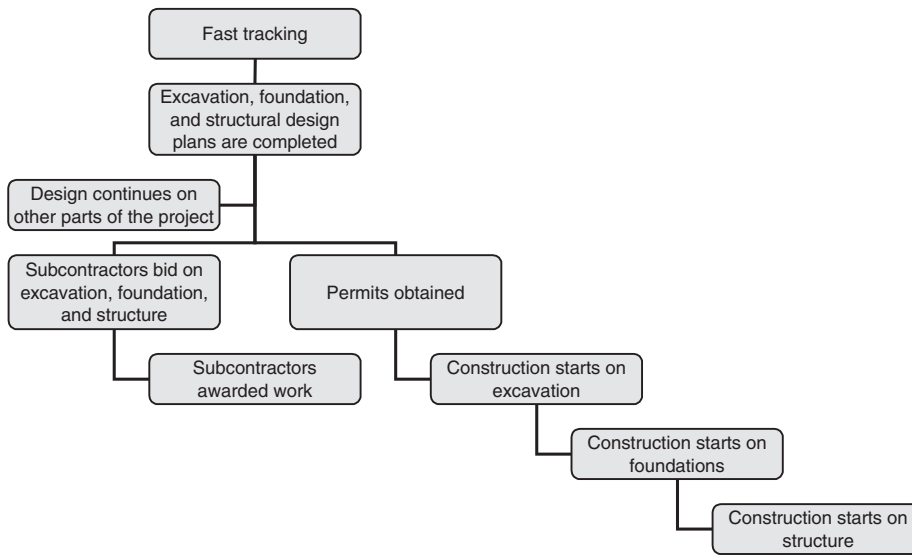 Fast tracking
Excavation, foundation,
and structural design
plans are completed
Design continues on
other parts of the project
Subcontractors bid on
excavation, foundation,
and structure
Permits obtained
Subcontractors
awarded work
Construction starts on
excavation
Construction starts on
foundations
Construction starts on
structure